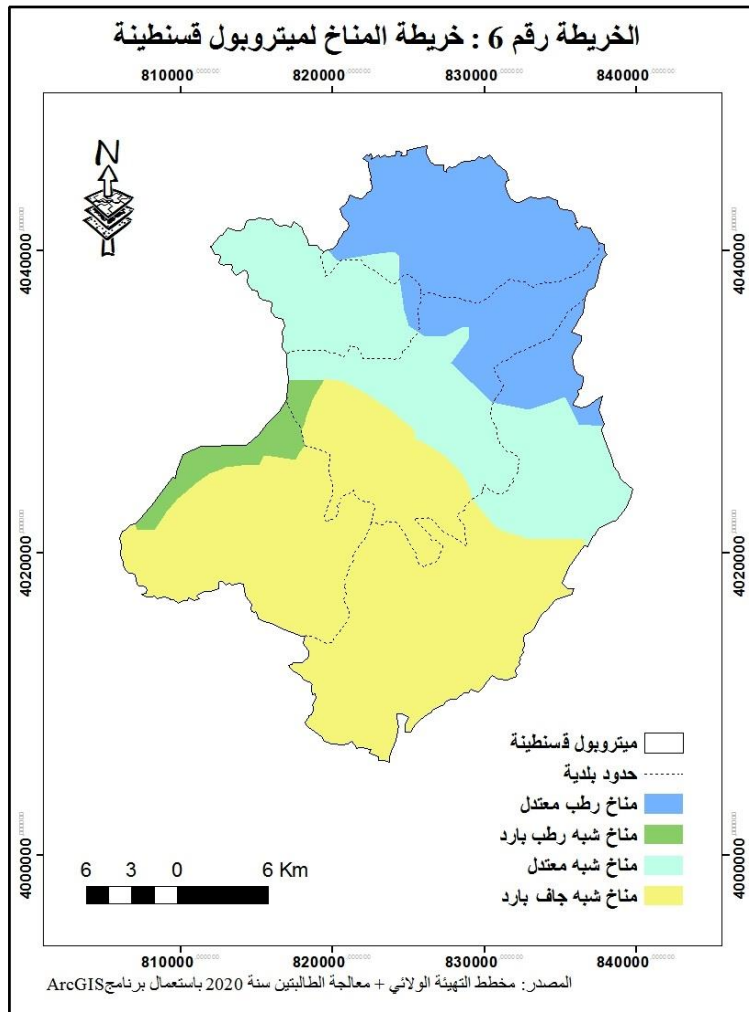 الخريطة رقم 6 : خريطة المناخ لميتروبول قسنطينة
810000 820000 830000 840000
N
4040000 4040000
4020000 4020000
ميتروبول قسنطينة
حدود بلدية
مناخ رطب معتدل
مناخ شبه رطب بارد
مناخ شبه معتدل
مناخ شبه جاف بارد
4000000 4000000
6 3 0 6 Km
810000 820000 830000 840000
المصدر: مخطط التهيئة الولائي + معالجة الطالبتين سنة 2020 باستعمال برنامج ArcGIS